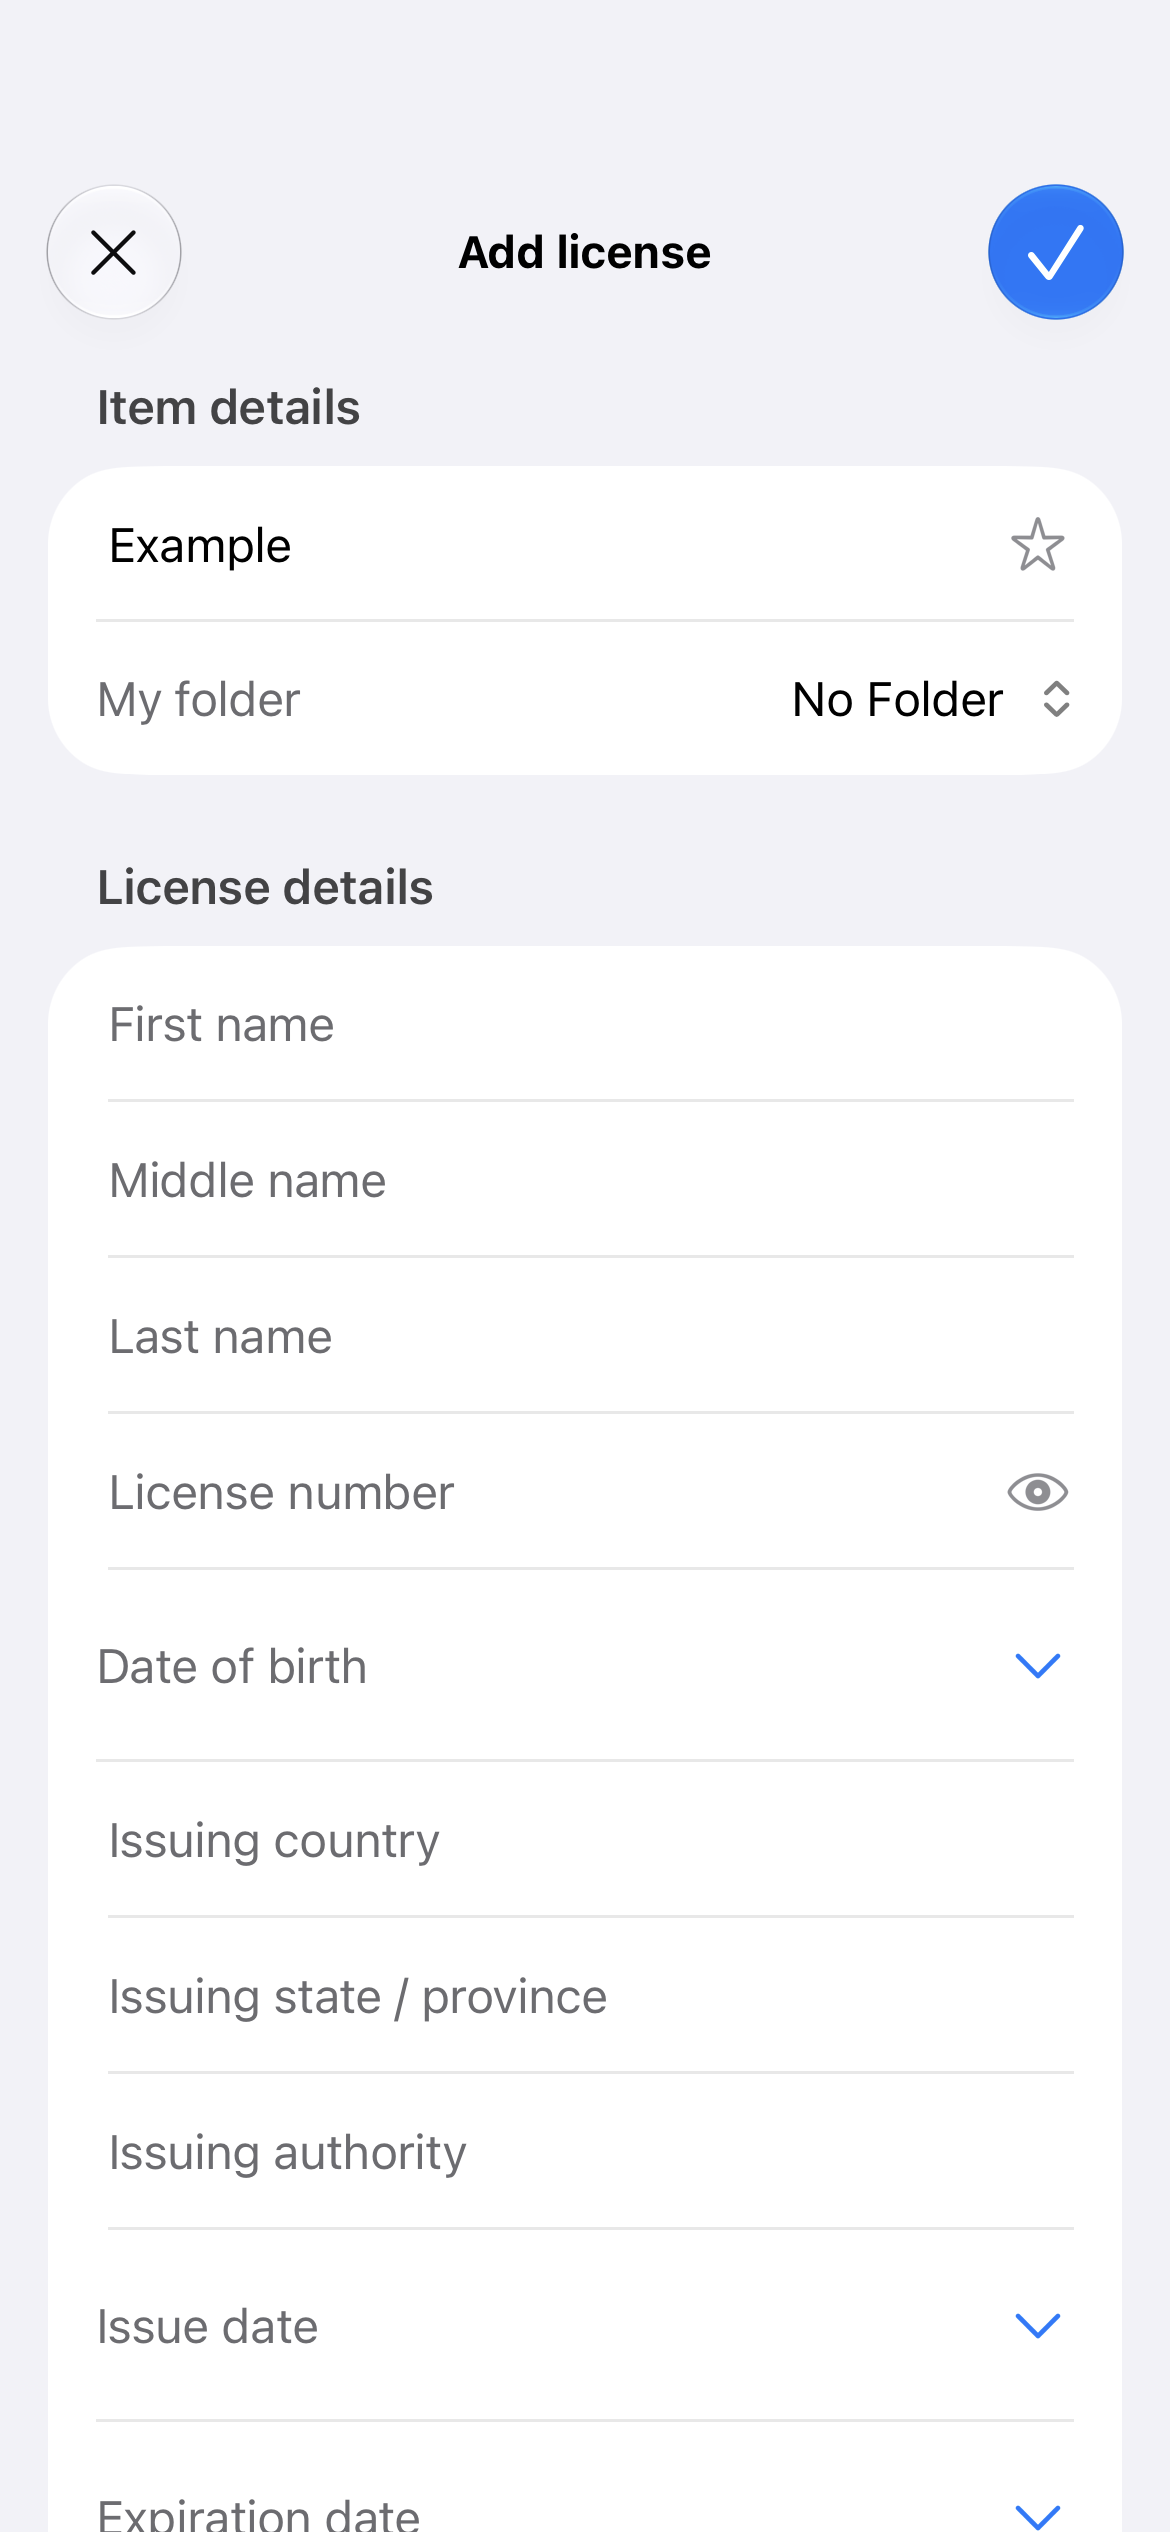 Add license
Item details
Example
My folder No Folder
License details
First name
Middle name
Last name
License number
Date of birth
Issuing country
Issuing state / province
Issuing authority
Issue date
Expiration date